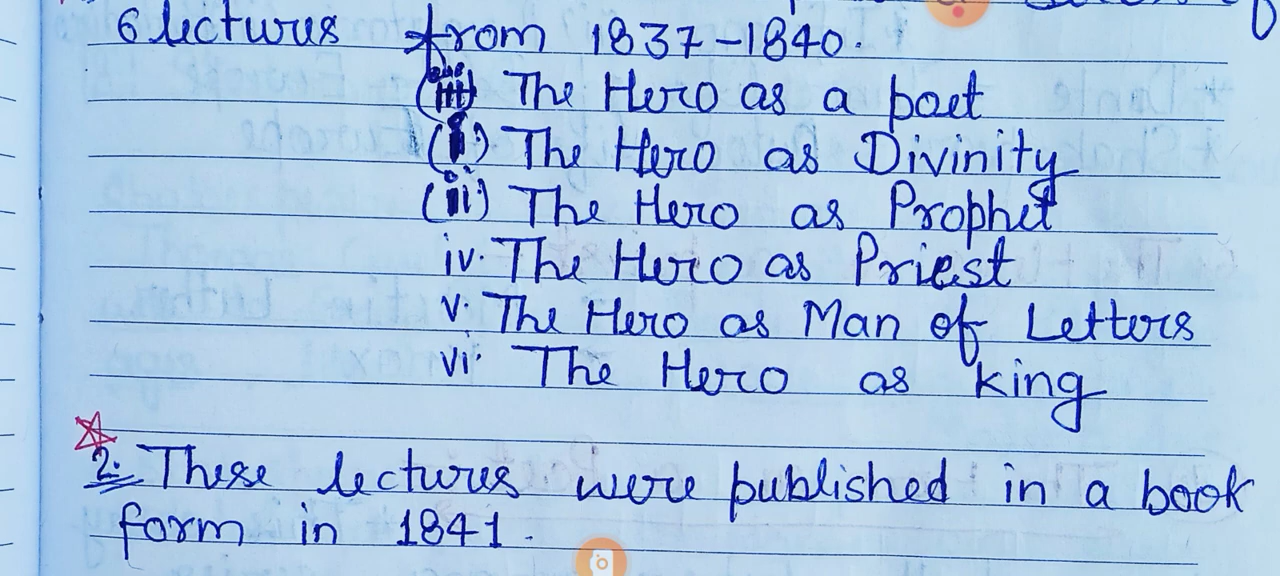 6 lectures from 1837-1840.
(iii) The Hero as a poet
(i) The Hero as Divinity
(ii) The Hero as Prophet
iv. The Hero as Priest
v. The Hero as Man of Letters
vi. The Hero as king
2. These lectures were published in a book
form in 1841.